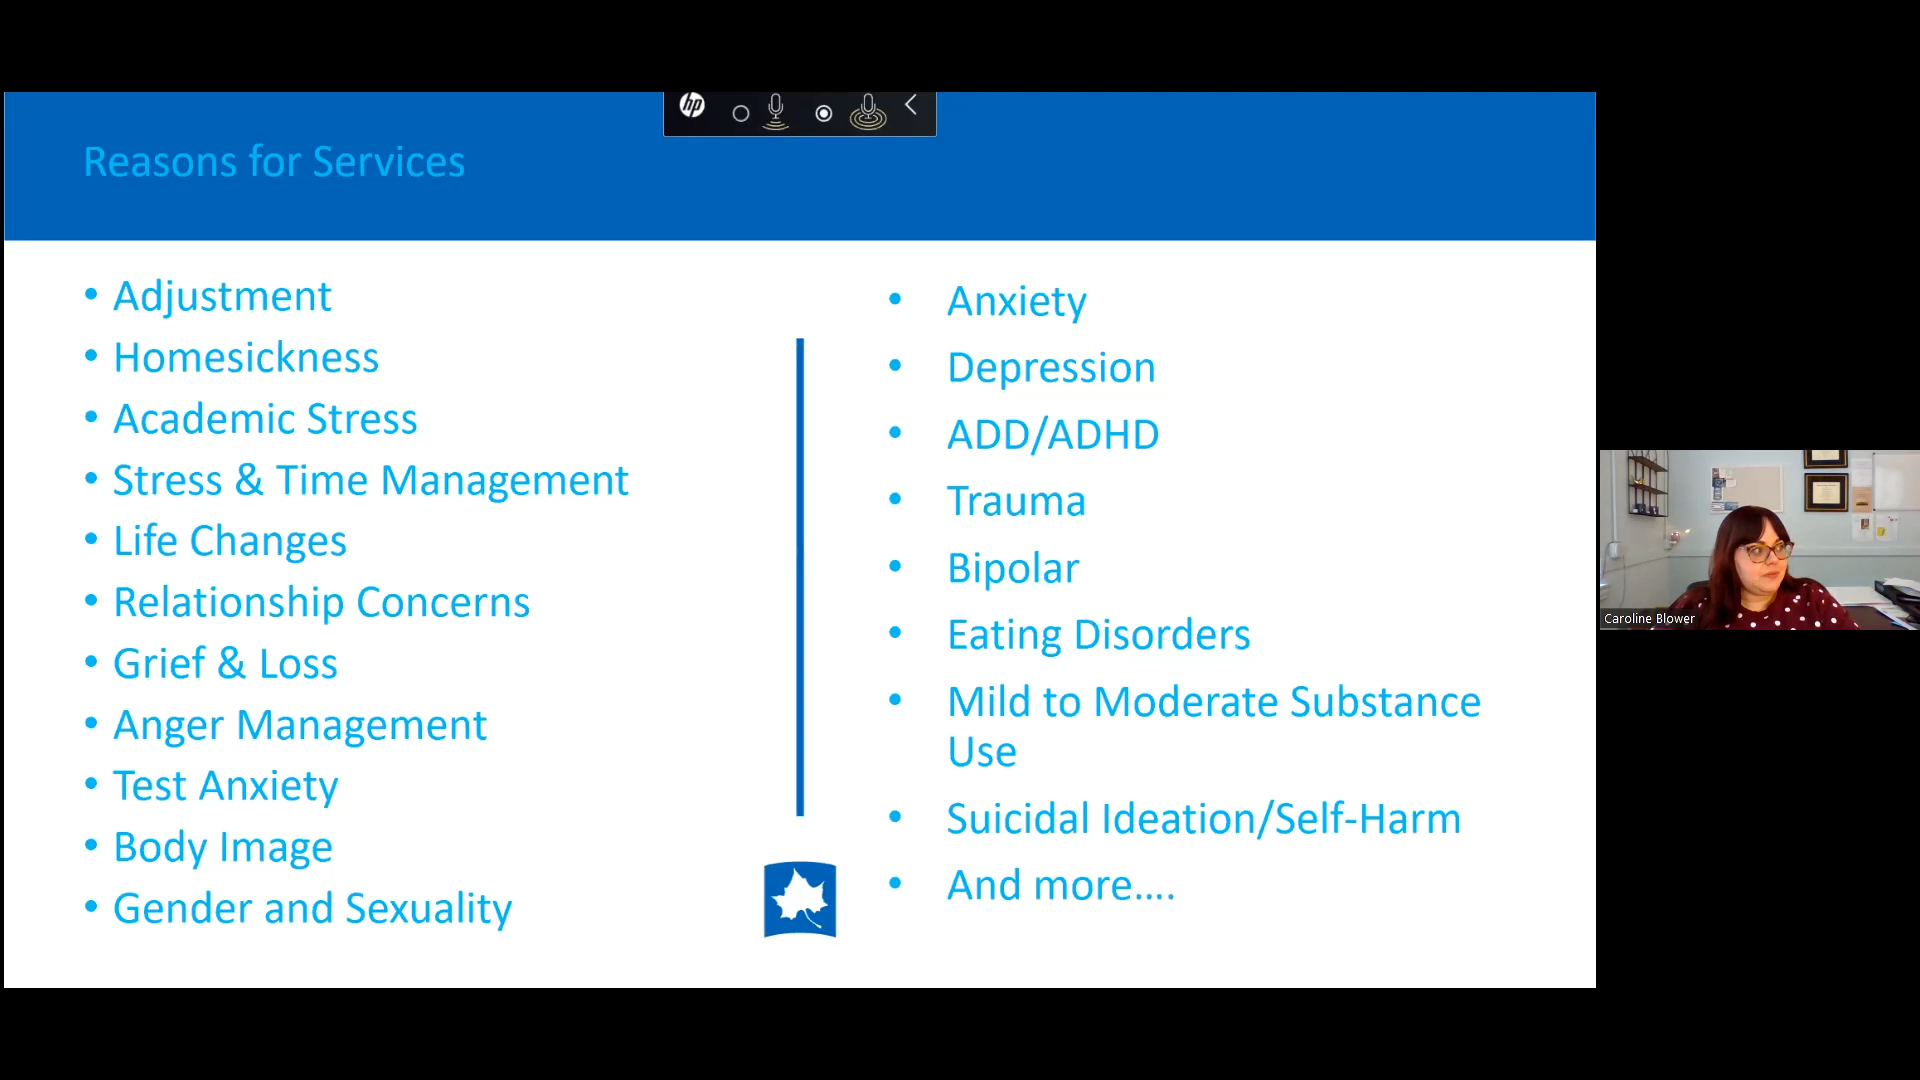 hp
Reasons for Services
• Adjustment
• Homesickness
• Academic Stress
• Stress & Time Management
• Life Changes
• Relationship Concerns
• Grief & Loss
• Anger Management
• Test Anxiety
• Body Image
• Gender and Sexuality
• Anxiety
• Depression
• ADD/ADHD
• Trauma
• Bipolar
• Eating Disorders
• Mild to Moderate Substance
Use
• Suicidal Ideation/Self-Harm
• And more....
Caroline Blower